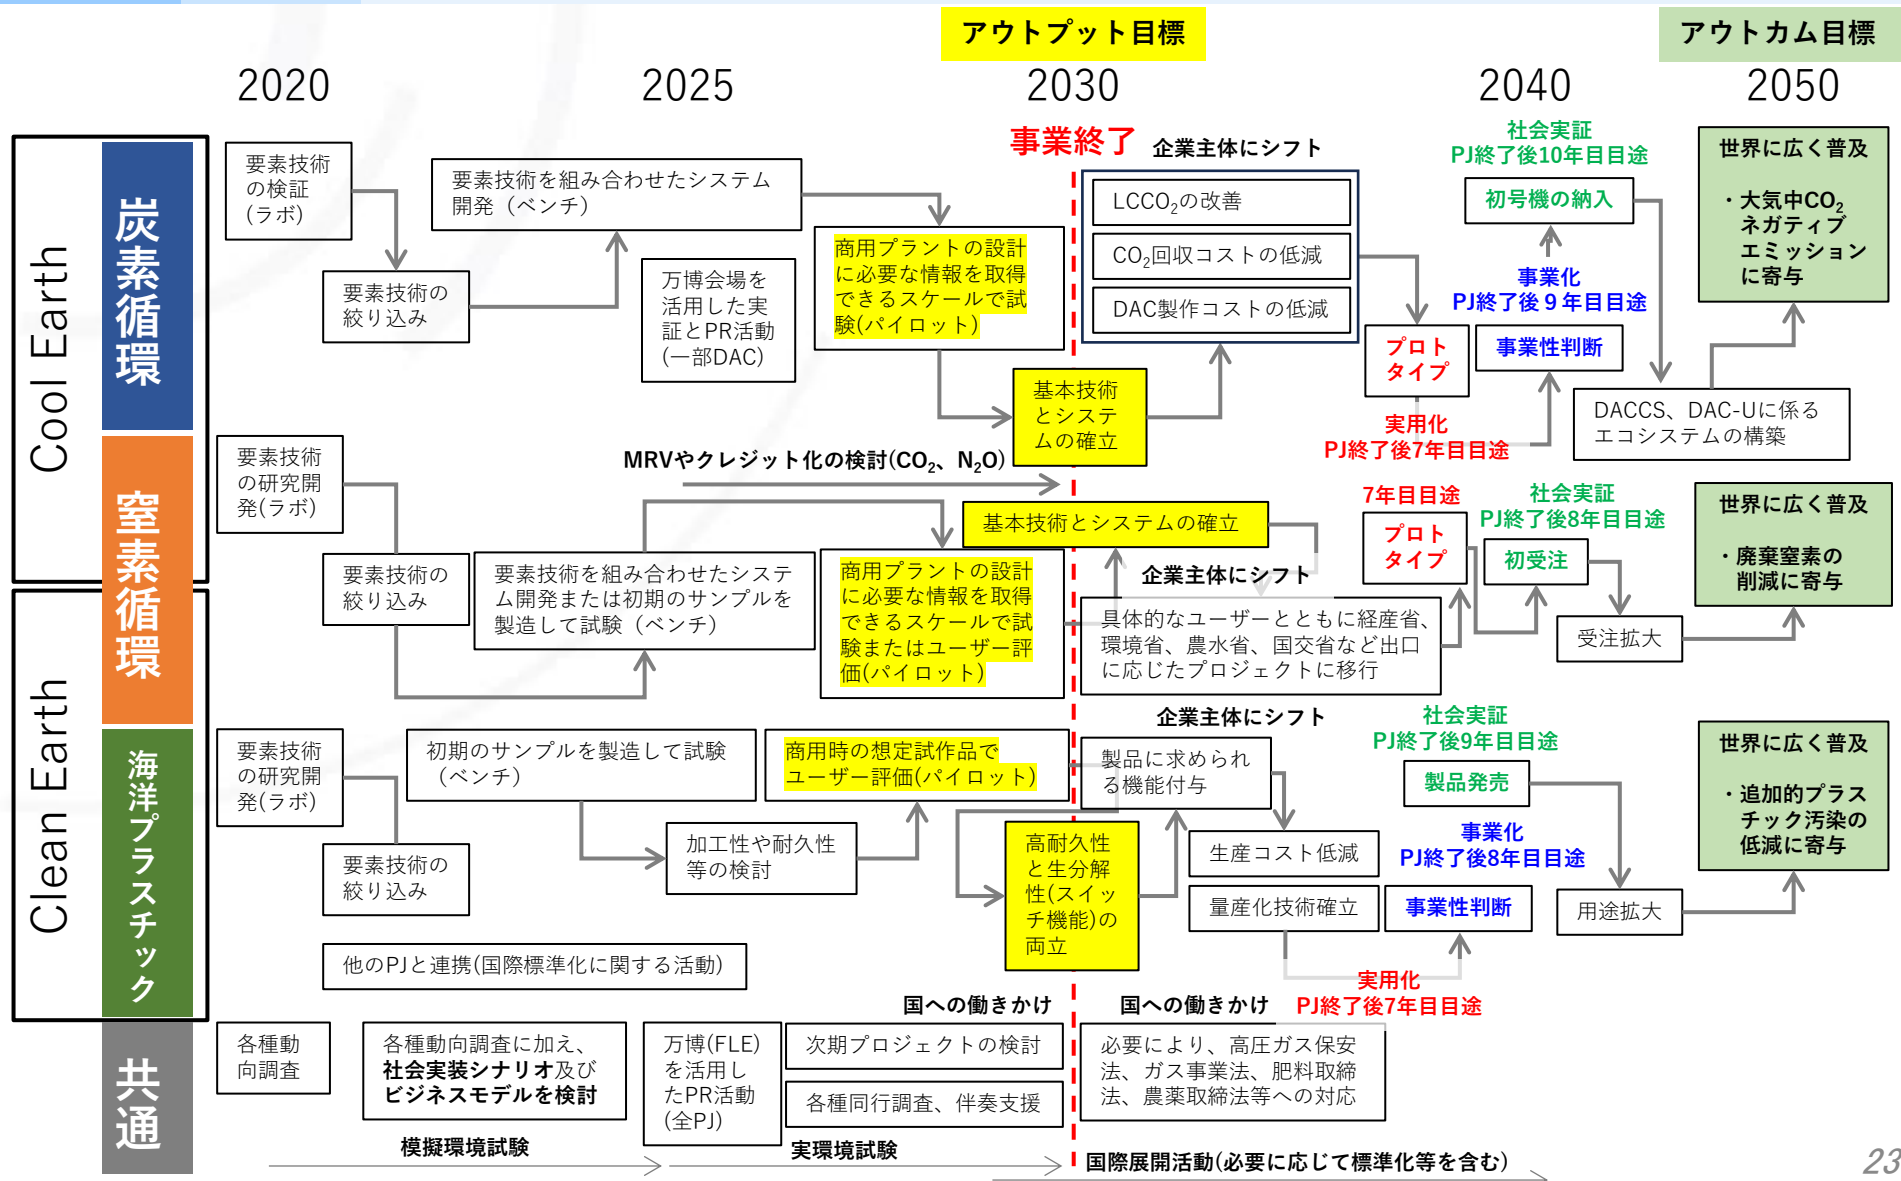 アウトプット目標
アウトカム目標
2020
2025
2030
2040
2050
Cool Earth
Clean Earth
炭素循環
窒素循環
海洋プラスチック
共通
事業終了
要素技術
の検証
(ラボ)
要素技術の
絞り込み
要素技術を組み合わせたシステム
開発（ベンチ）
万博会場を
活用した実
証とPR活動
(一部DAC)
商用プラントの設計
に必要な情報を取得
できるスケールで試
験(パイロット)
基本技術
とシステ
ムの確立
企業主体にシフト
LCCO₂の改善
CO₂回収コストの低減
DAC製作コストの低減
プロト
タイプ
実用化
PJ終了後7年目目途
社会実証
PJ終了後10年目目途
初号機の納入
事業化
PJ終了後９年目目途
事業性判断
DACCS、DAC-Uに係る
エコシステムの構築
世界に広く普及
・大気中CO₂
ネガティブ
エミッション
に寄与
MRVやクレジット化の検討(CO₂、N₂O)
要素技術
の研究開
発(ラボ)
要素技術の
絞り込み
要素技術を組み合わせたシステ
ム開発または初期のサンプルを
製造して試験（ベンチ）
商用プラントの設計
に必要な情報を取得
できるスケールで試
験またはユーザー評
価(パイロット)
基本技術とシステムの確立
企業主体にシフト
具体的なユーザーとともに経産省、
環境省、農水省、国交省など出口
に応じたプロジェクトに移行
7年目目途
プロト
タイプ
社会実証
PJ終了後8年目目途
初受注
受注拡大
世界に広く普及
・廃棄窒素の
削減に寄与
要素技術
の研究開
発(ラボ)
要素技術の
絞り込み
初期のサンプルを製造して試験
（ベンチ）
加工性や耐久性
等の検討
商用時の想定試作品で
ユーザー評価(パイロット)
高耐久性
と生分解
性(スイッ
チ機能)の
両立
企業主体にシフト
製品に求められ
る機能付与
生産コスト低減
量産化技術確立
社会実証
PJ終了後9年目目途
製品発売
事業化
PJ終了後8年目目途
事業性判断
実用化
PJ終了後7年目目途
用途拡大
世界に広く普及
・追加的プラス
チック汚染の
低減に寄与
他のPJと連携(国際標準化に関する活動)
各種動
向調査
各種動向調査に加え、
社会実装シナリオ及び
ビジネスモデルを検討
万博(FLE)
を活用し
たPR活動
(全PJ)
国への働きかけ
次期プロジェクトの検討
各種同行調査、伴奏支援
国への働きかけ
必要により、高圧ガス保安
法、ガス事業法、肥料取締
法、農薬取締法等への対応
模擬環境試験
実環境試験
国際展開活動(必要に応じて標準化等を含む)
23